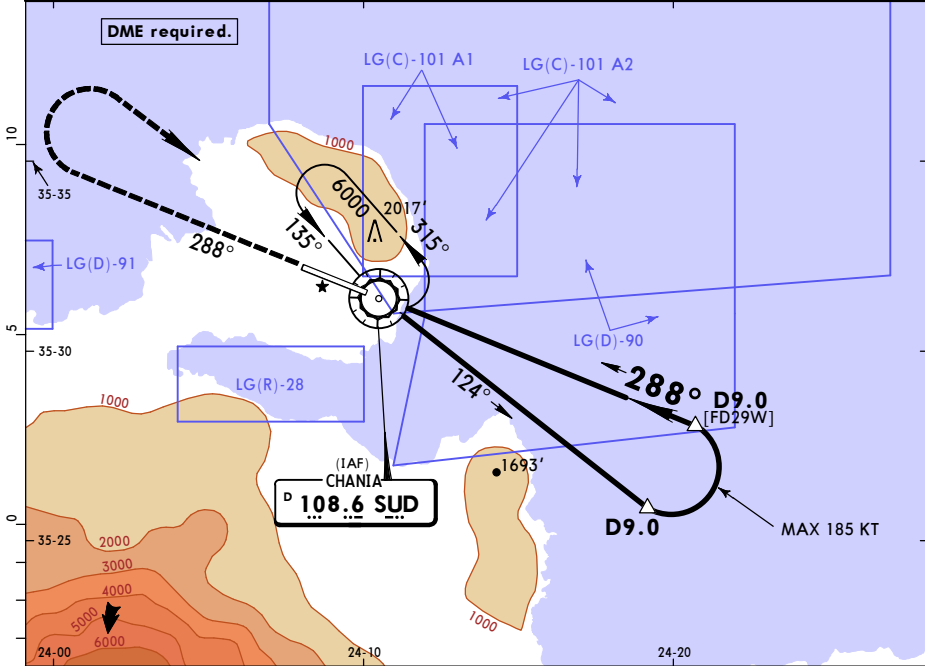 DME required.
LG(C)-101 A1
LG(C)-101 A2
10
1000
35-35
6000
2017'
135°
315°
288°
LG(D)-91
5
35-30
LG(D)-90
LG(R)-28
124°
288°
D9.0
[FD29W]
1000
(IAF)
CHANIA
D 108.6 SUD
1693'
D9.0
MAX 185 KT
0
35-25
2000
3000
4000
5000
6000
1000
24-00
24-10
24-20